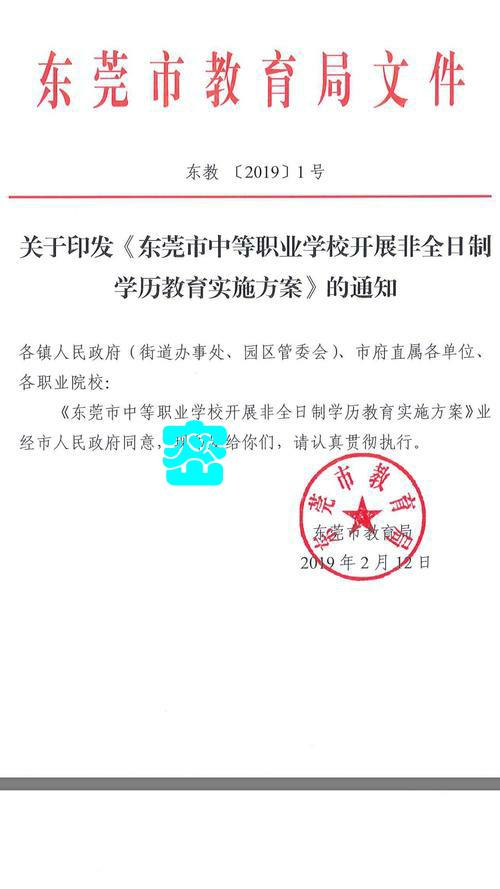 东莞市教育局文件
东教〔2019〕1号
关于印发《东莞市中等职业学校开展非全日制
学历教育实施方案》的通知
各镇人民政府（街道办事处、园区管委会）、市府直属各单位、
各职业院校：
《东莞市中等职业学校开展非全日制学历教育实施方案》业
经市人民政府同意，现 给你们，请认真贯彻执行。
东莞市教育局
东莞市教育局
2019年2月12日